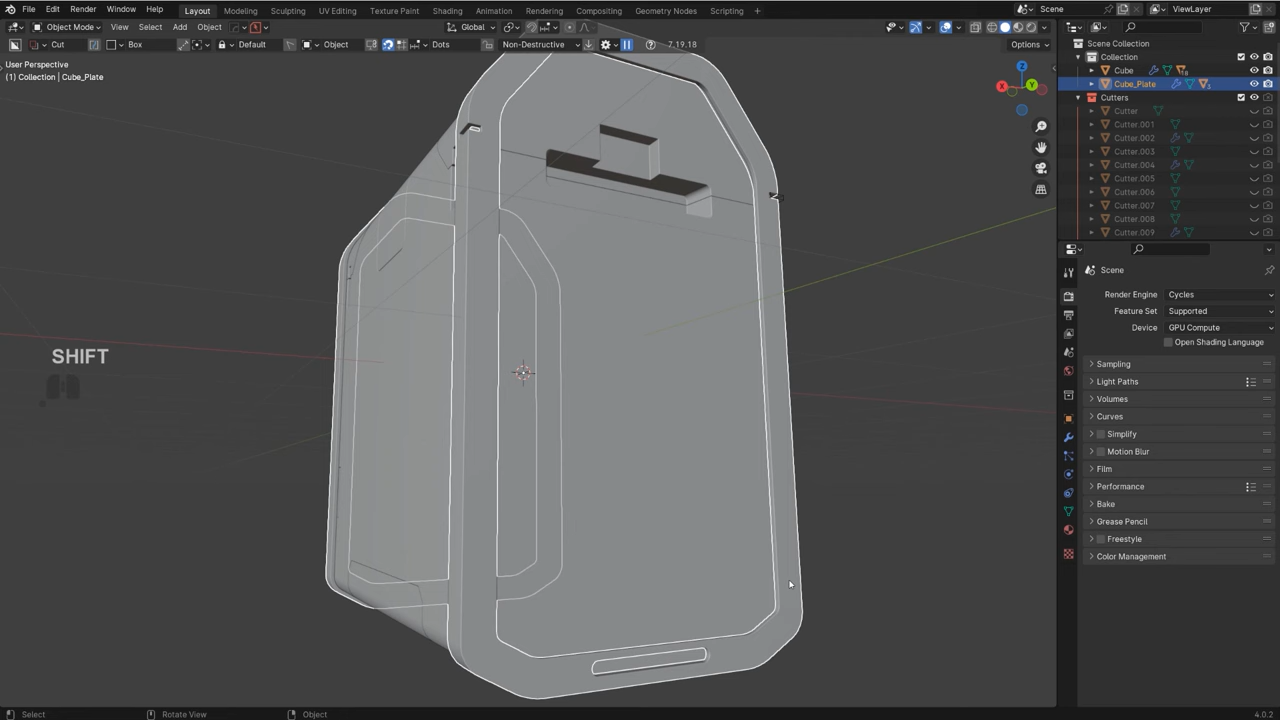 File Edit Render Window Help Layout Modeling Sculpting UV Editing Texture Paint Shading Animation Rendering Compositing Geometry Nodes Scripting Scene ViewLayer
Object Mode View Select Add Object Global
Cut Box Default Object Dots Non-Destructive 7.19.18 Options
User Perspective
(1) Collection | Cube_Plate
SHIFT
Z
X
Y
Scene Collection
Collection
Cube 18
Cube_Plate 3
Cutters
Cutter
Cutter.001
Cutter.002
Cutter.003
Cutter.004
Cutter.005
Cutter.006
Cutter.007
Cutter.008
Cutter.009
Scene
Render Engine Cycles
Feature Set Supported
Device GPU Compute
Open Shading Language
Sampling
Light Paths
Volumes
Curves
Simplify
Motion Blur
Film
Performance
Bake
Grease Pencil
Freestyle
Color Management
Select Rotate View Object 4.0.2